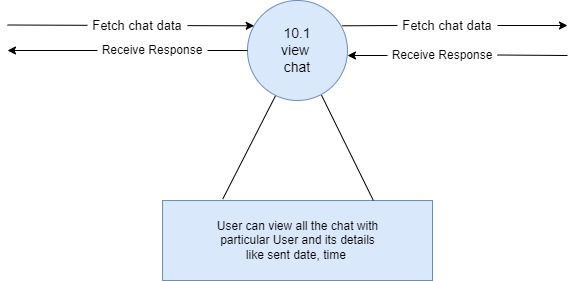 Fetch chat data
10.1
view
chat
Fetch chat data
Receive Response
Receive Response
User can view all the chat with
particular User and its details
like sent date, time